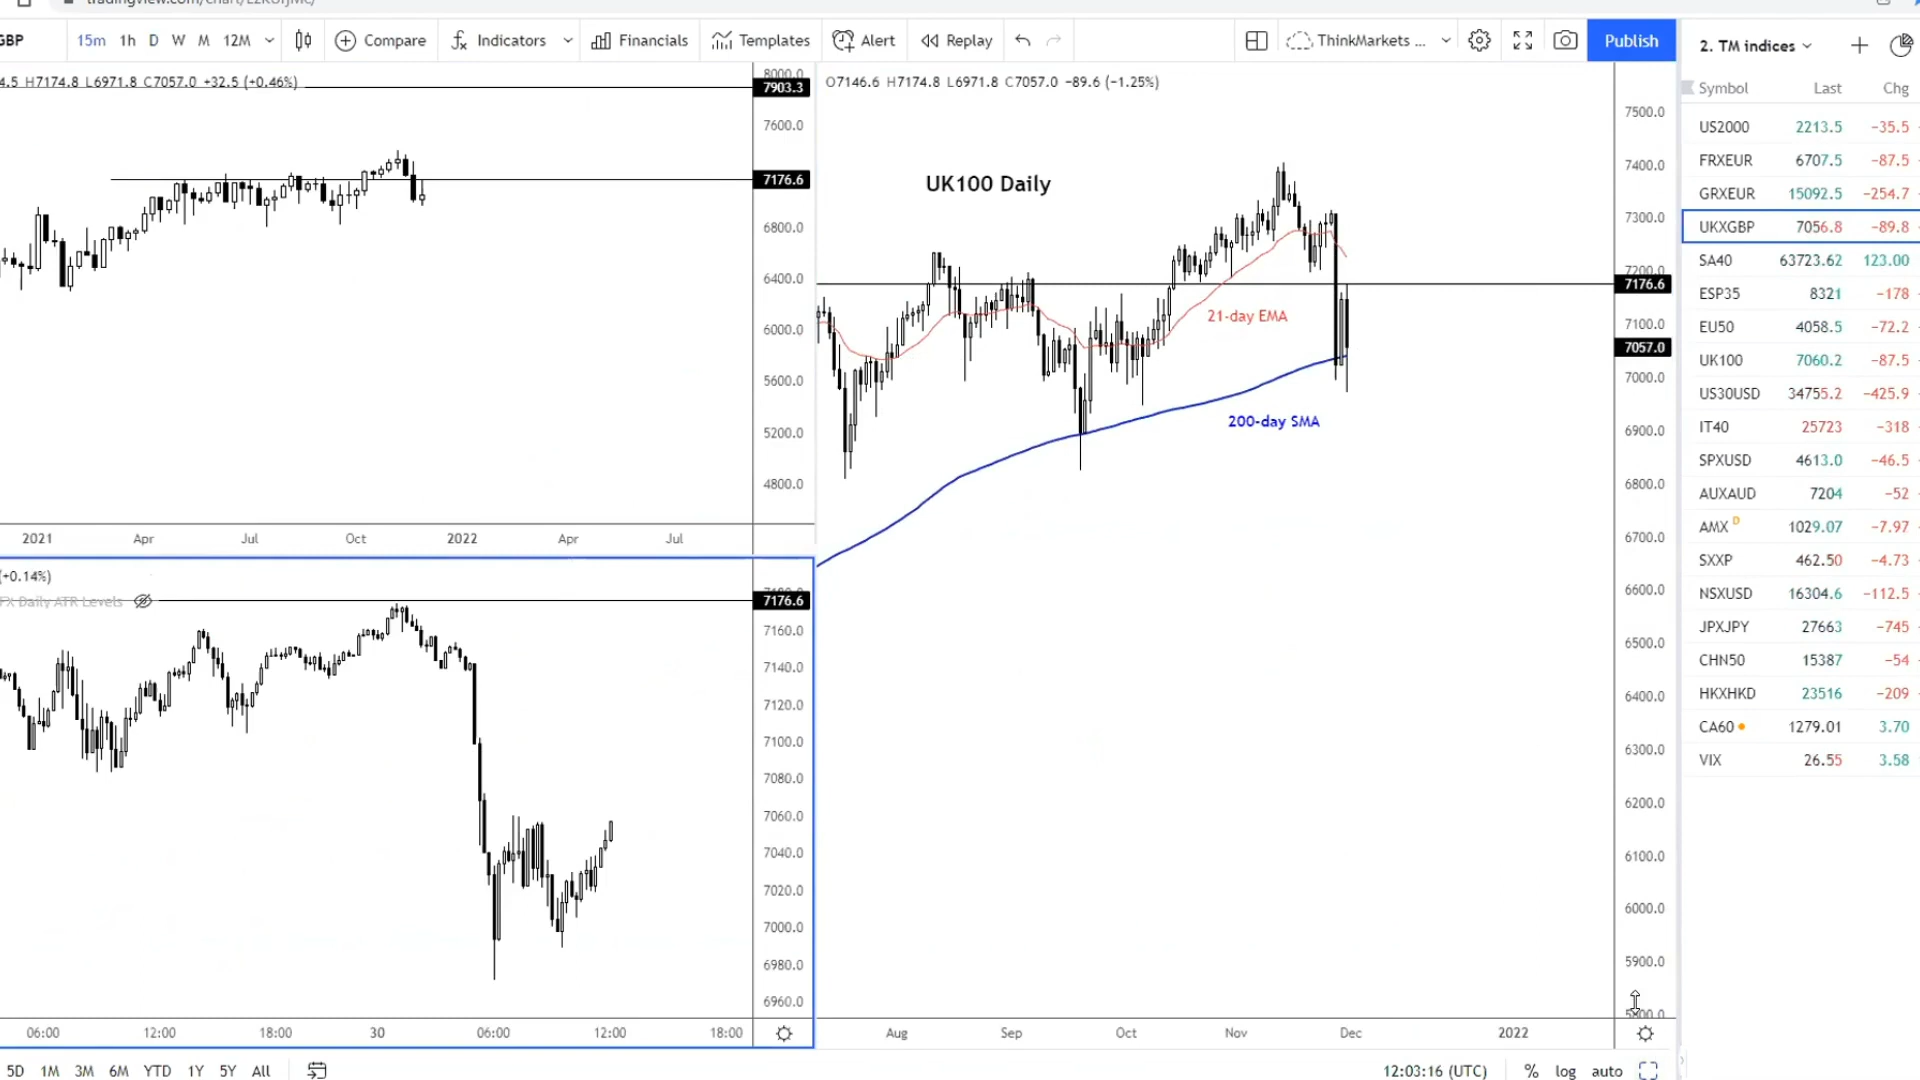 GBP 15m 1h D W M 12M Compare Indicators Financials Templates Alert Replay ThinkMarkets ... Publish
4.5 H7174.8 L6971.8 C7057.0 +32.5 (+0.46%)
8000.0
7903.3
7600.0
7176.6
6800.0
6400.0
6000.0
5600.0
5200.0
4800.0
2021 Apr Jul Oct 2022 Apr Jul
(+0.14%)
FX Daily ATR Levels
7176.6
7160.0
7140.0
7120.0
7100.0
7080.0
7060.0
7040.0
7020.0
7000.0
6980.0
6960.0
06:00 12:00 18:00 30 06:00 12:00 18:00
O7146.6 H7174.8 L6971.8 C7057.0 −89.6 (−1.25%)
UK100 Daily
21-day EMA
200-day SMA
7500.0
7400.0
7300.0
7200.0
7176.6
7100.0
7057.0
7000.0
6900.0
6800.0
6700.0
6600.0
6500.0
6400.0
6300.0
6200.0
6100.0
6000.0
5900.0
Aug Sep Oct Nov Dec 2022
5D 1M 3M 6M YTD 1Y 5Y All
12:03:16 (UTC) % log auto
2. TM indices
Symbol Last Chg
US2000 2213.5 −35.5
FRXEUR 6707.5 −87.5
GRXEUR 15092.5 −254.7
UKXGBP 7056.8 −89.8
SA40 63723.62 123.00
ESP35 8321 −178
EU50 4058.5 −72.2
UK100 7060.2 −87.5
US30USD 34755.2 −425.9
IT40 25723 −318
SPXUSD 4613.0 −46.5
AUXAUD 7204 −52
AMX D 1029.07 −7.97
SXXP 462.50 −4.73
NSXUSD 16304.6 −112.5
JPXJPY 27663 −745
CHN50 15387 −54
HKXHKD 23516 −209
CA60 1279.01 3.70
VIX 26.55 3.58